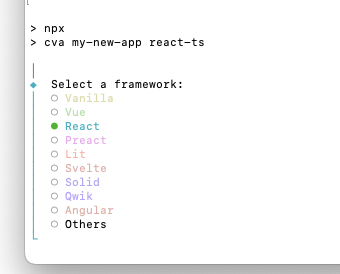 > npx
> cva my-new-app react-ts
Select a framework:
Vanilla
Vue
React
Preact
Lit
Svelte
Solid
Qwik
Angular
Others